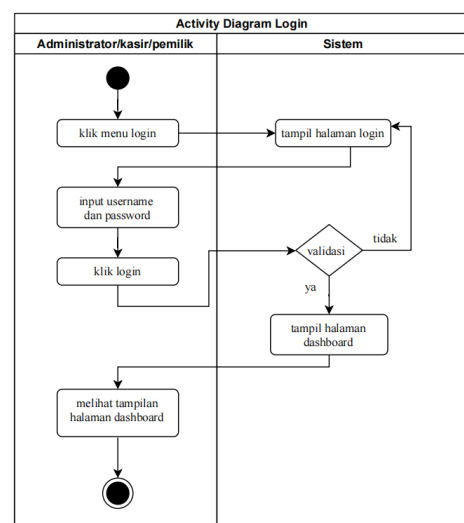 Activity Diagram Login
Administrator/kasir/pemilik
Sistem
klik menu login
tampil halaman login
input username
dan password
klik login
validasi
tidak
ya
tampil halaman
dashboard
melihat tampilan
halaman dashboard